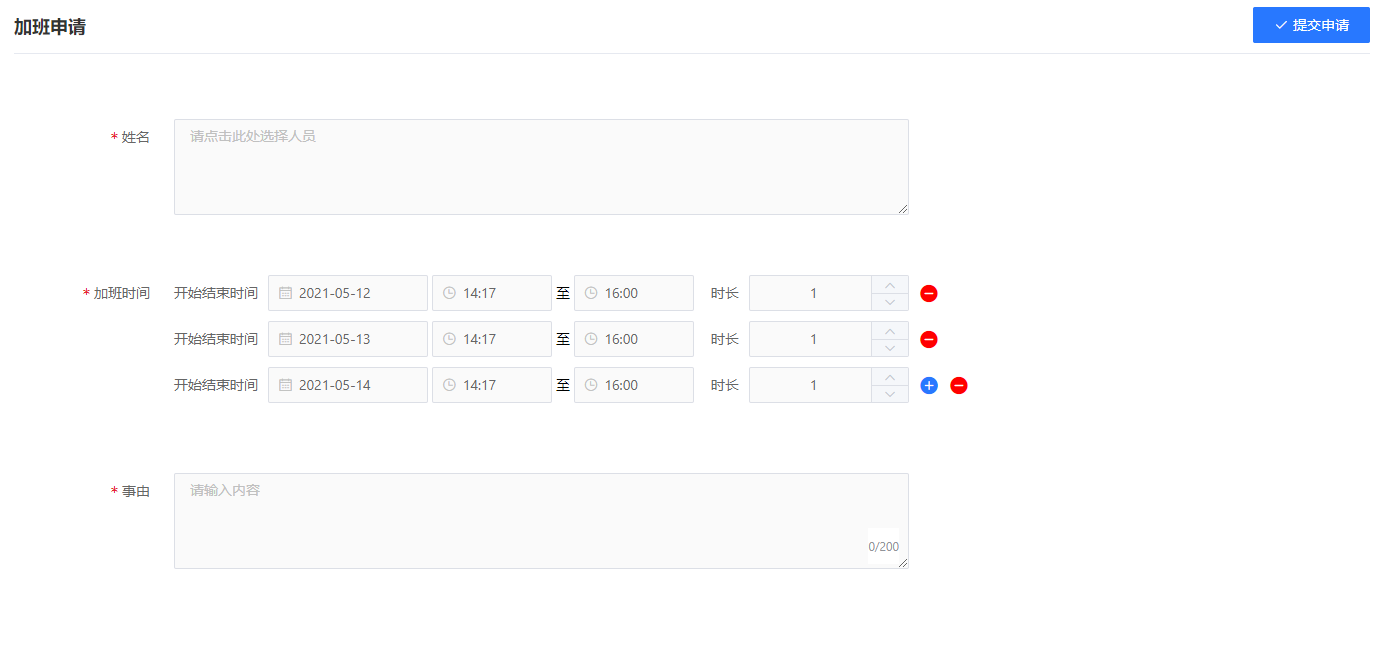 加班申请
提交申请
* 姓名
请点击此处选择人员
* 加班时间 开始结束时间 2021-05-12 14:17 至 16:00 时长 1
开始结束时间 2021-05-13 14:17 至 16:00 时长 1
开始结束时间 2021-05-14 14:17 至 16:00 时长 1
* 事由
请输入内容
0/200